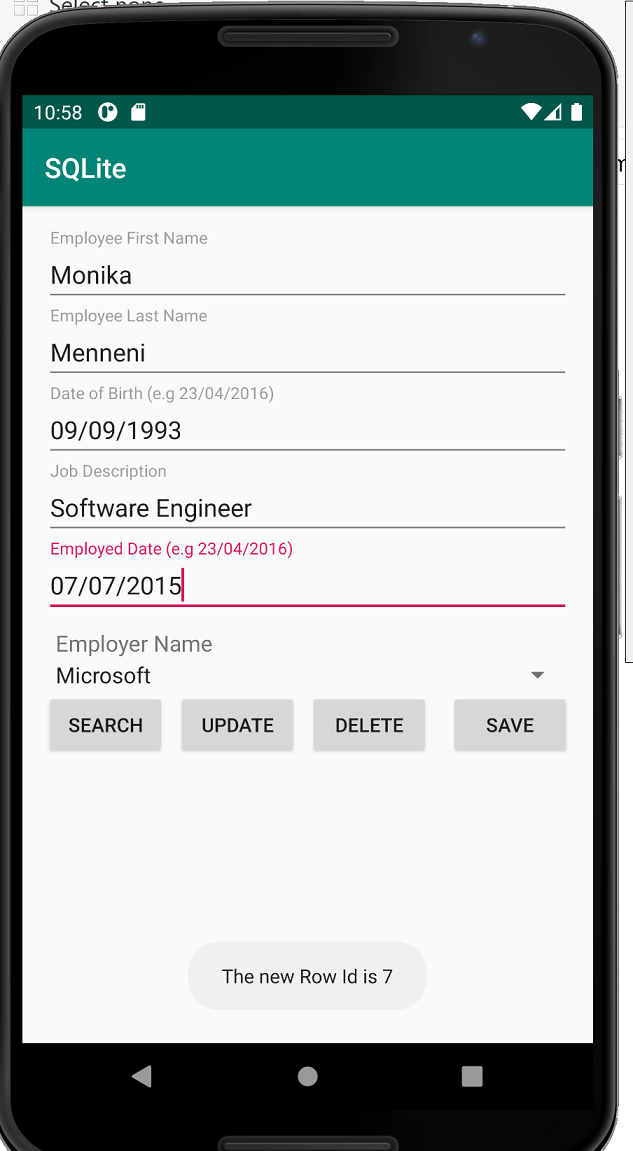 Select none
10:58
SQLite
Employee First Name
Monika
Employee Last Name
Menneni
Date of Birth (e.g 23/04/2016)
09/09/1993
Job Description
Software Engineer
Employed Date (e.g 23/04/2016)
07/07/2015
Employer Name
Microsoft
SEARCH UPDATE DELETE SAVE
The new Row Id is 7